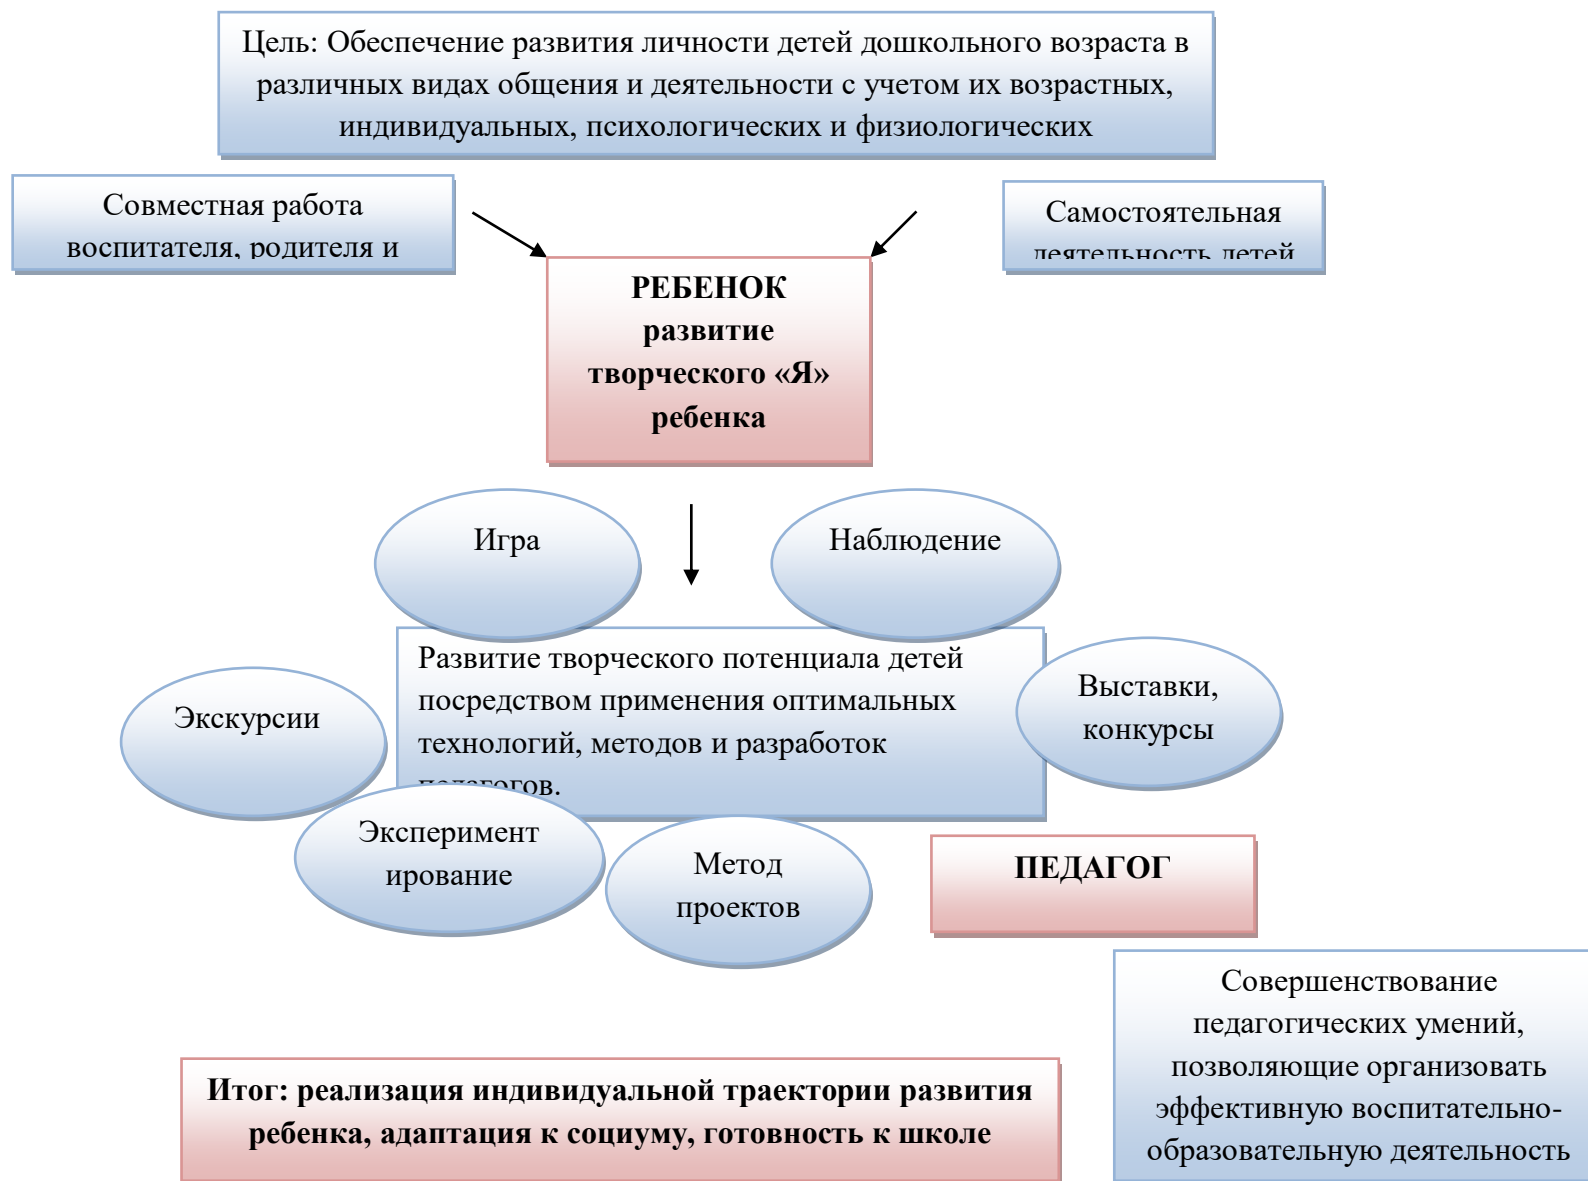 Цель: Обеспечение развития личности детей дошкольного возраста в
различных видах общения и деятельности с учетом их возрастных,
индивидуальных, психологических и физиологических
Совместная работа
воспитателя, родителя и
Самостоятельная
деятельность детей
РЕБЕНОК
развитие
творческого «Я»
ребенка
Игра
Наблюдение
Развитие творческого потенциала детей
посредством применения оптимальных
технологий, методов и разработок
педагогов.
Выставки,
конкурсы
Экскурсии
Эксперимент
ирование
Метод
проектов
ПЕДАГОГ
Совершенствование
педагогических умений,
позволяющие организовать
эффективную воспитательно-
образовательную деятельность
Итог: реализация индивидуальной траектории развития
ребенка, адаптация к социуму, готовность к школе